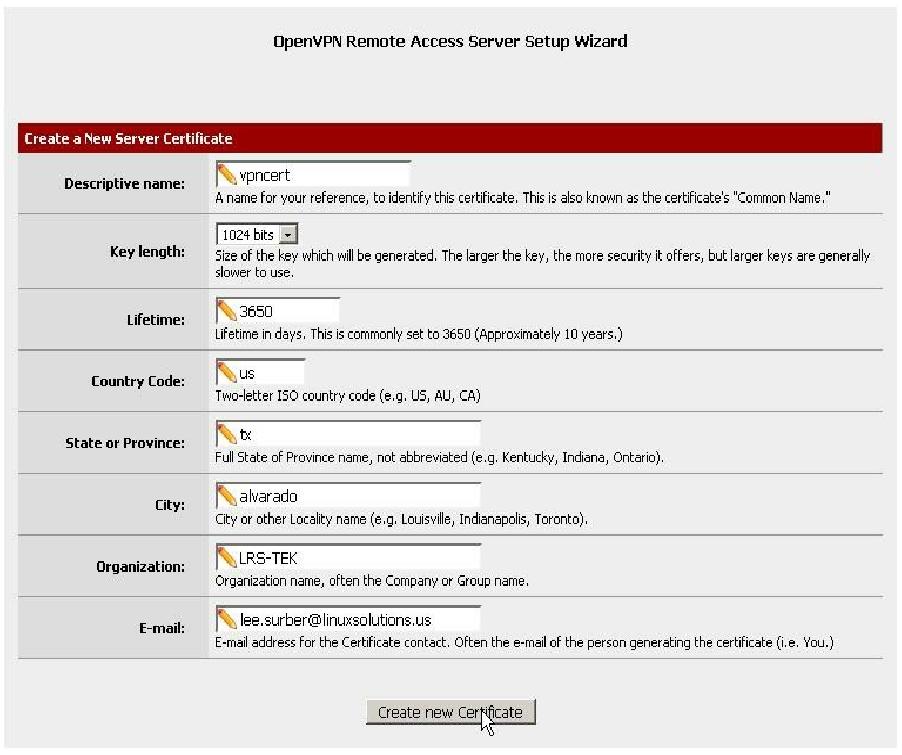 OpenVPN Remote Access Server Setup Wizard
Create a New Server Certificate
Descriptive name:
vpncert
A name for your reference, to identify this certificate. This is also known as the certificate's "Common Name."
Key length:
1024 bits
Size of the key which will be generated. The larger the key, the more security it offers, but larger keys are generally
slower to use.
Lifetime:
3650
Lifetime in days. This is commonly set to 3650 (Approximately 10 years.)
Country Code:
us
Two-letter ISO country code (e.g. US, AU, CA)
State or Province:
tx
Full State of Province name, not abbreviated (e.g. Kentucky, Indiana, Ontario).
City:
alvarado
City or other Locality name (e.g. Louisville, Indianapolis, Toronto).
Organization:
LRS-TEK
Organization name, often the Company or Group name.
E-mail:
lee.surber@linuxsolutions.us
E-mail address for the Certificate contact. Often the e-mail of the person generating the certificate (i.e. You.)
Create new Certificate